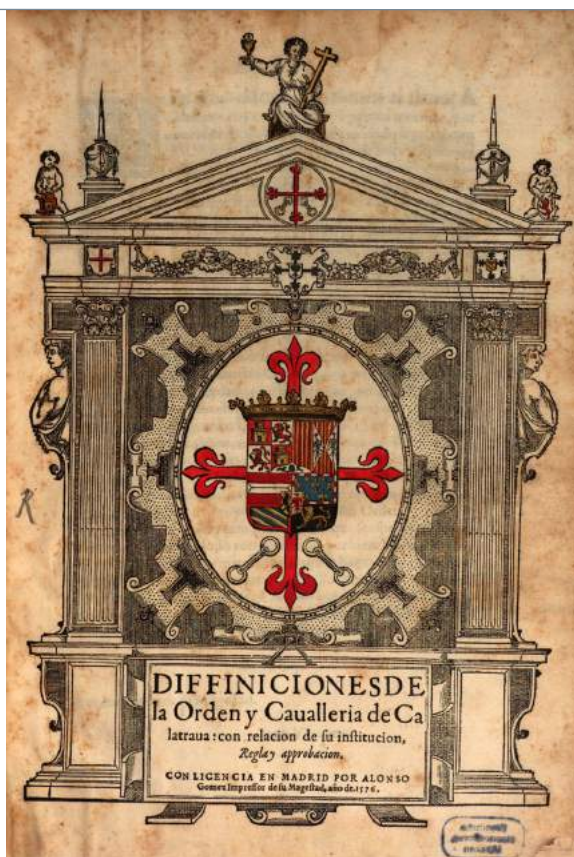 DIFFINICIONES DE
la Orden y Caualleria de Ca
latraua: con relacion de su institucion,
Regla y approbacion.
CON LICENCIA EN MADRID POR ALONSO
Gomez Impressor de su Magestad, año de. 1576.
R